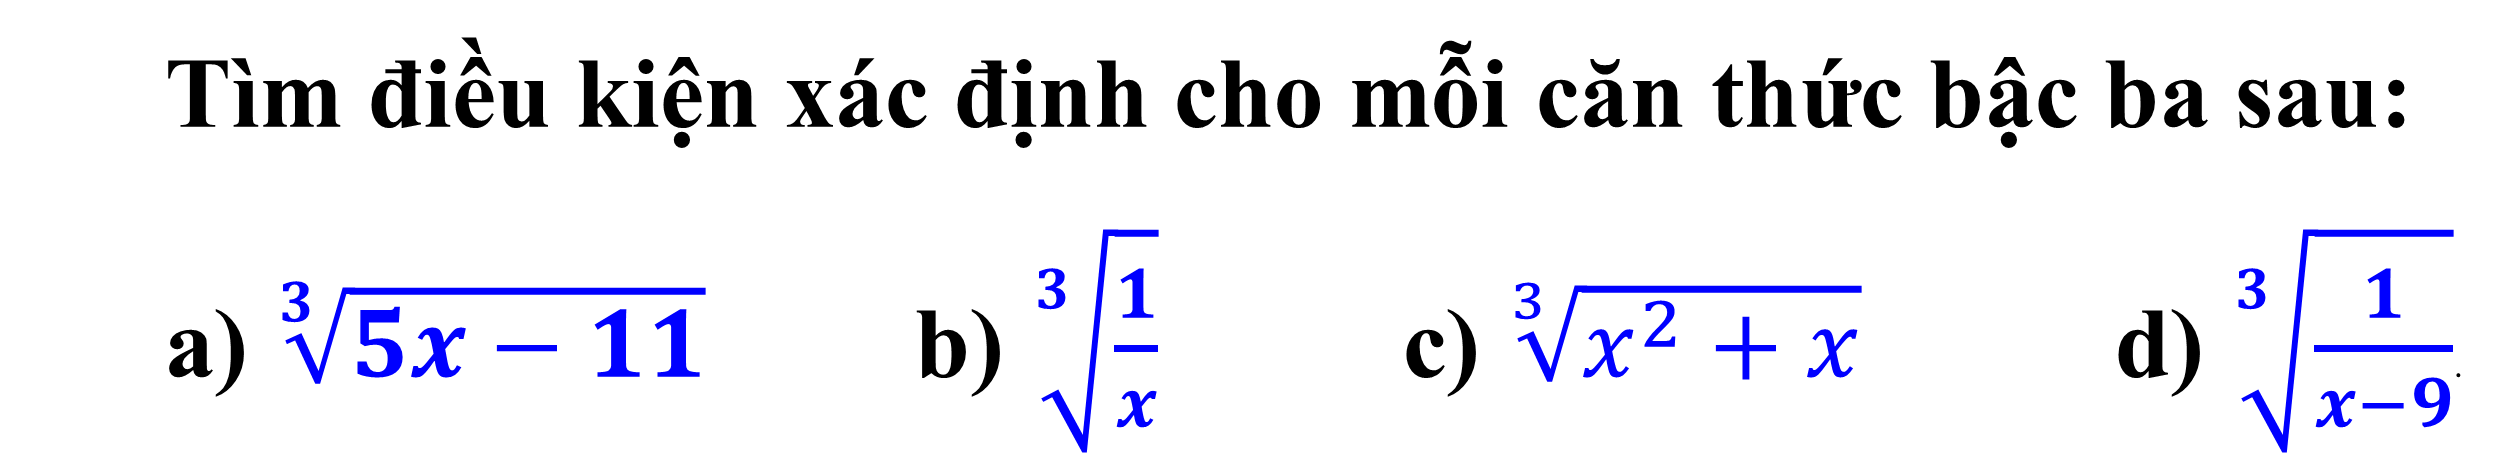 Tìm điều kiện xác định cho mỗi căn thức bậc ba sau:
a) ∛(5x − 11) b) ∛(1/x) c) ∛(x² + x) d) ∛(1/(x−9)).